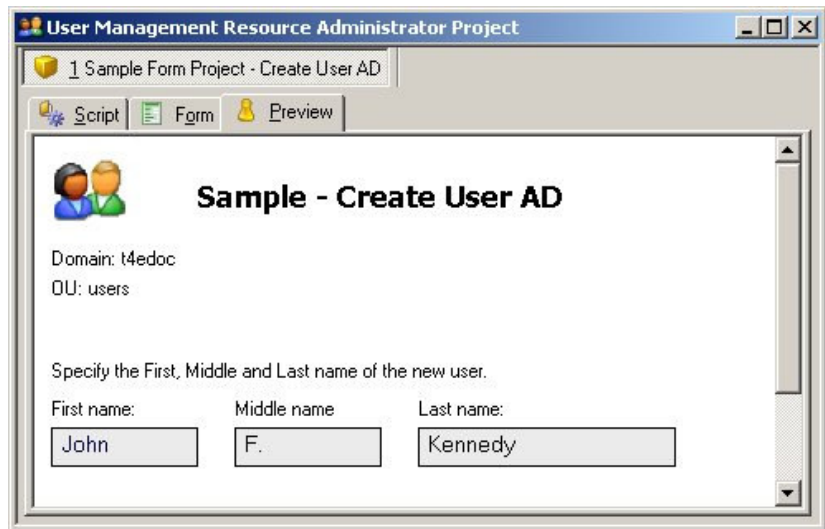 User Management Resource Administrator Project
1 Sample Form Project - Create User AD
Script Form Preview
Sample - Create User AD
Domain: t4edoc
OU: users
Specify the First, Middle and Last name of the new user.
First name: Middle name Last name:
John F. Kennedy